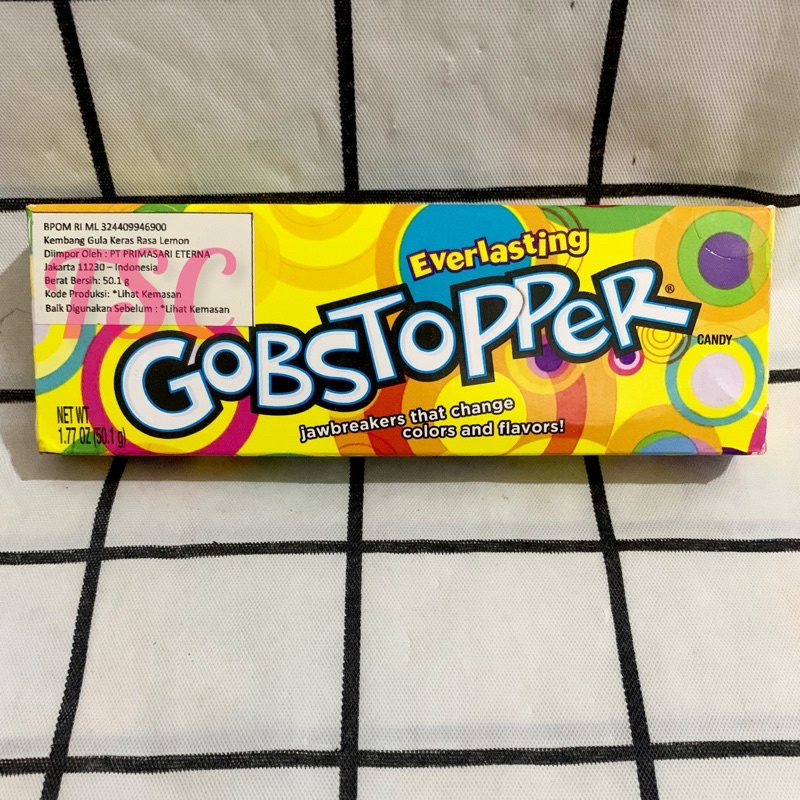 BPOM RI ML 324409946900
Kembang Gula Keras Rasa Lemon
Diimpor Oleh : PT PRIMASARI ETERNA
Jakarta 11230 – Indonesia
Berat Bersih: 50.1 g
Kode Produksi: *Lihat Kemasan
Baik Digunakan Sebelum : *Lihat Kemasan
Everlasting
GOBSTOPPER®
CANDY
jawbreakers that change
colors and flavors!
NET WT
1.77 OZ (50.1 g)